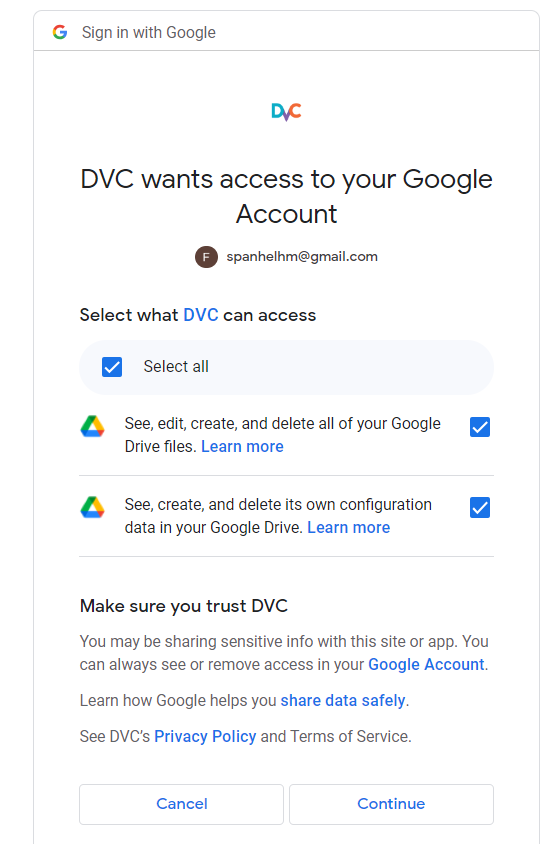 Sign in with Google
DVC
DVC wants access to your Google
Account
F spanhelhm@gmail.com
Select what DVC can access
Select all
See, edit, create, and delete all of your Google
Drive files. Learn more
See, create, and delete its own configuration
data in your Google Drive. Learn more
Make sure you trust DVC
You may be sharing sensitive info with this site or app. You
can always see or remove access in your Google Account.
Learn how Google helps you share data safely.
See DVC’s Privacy Policy and Terms of Service.
Cancel Continue